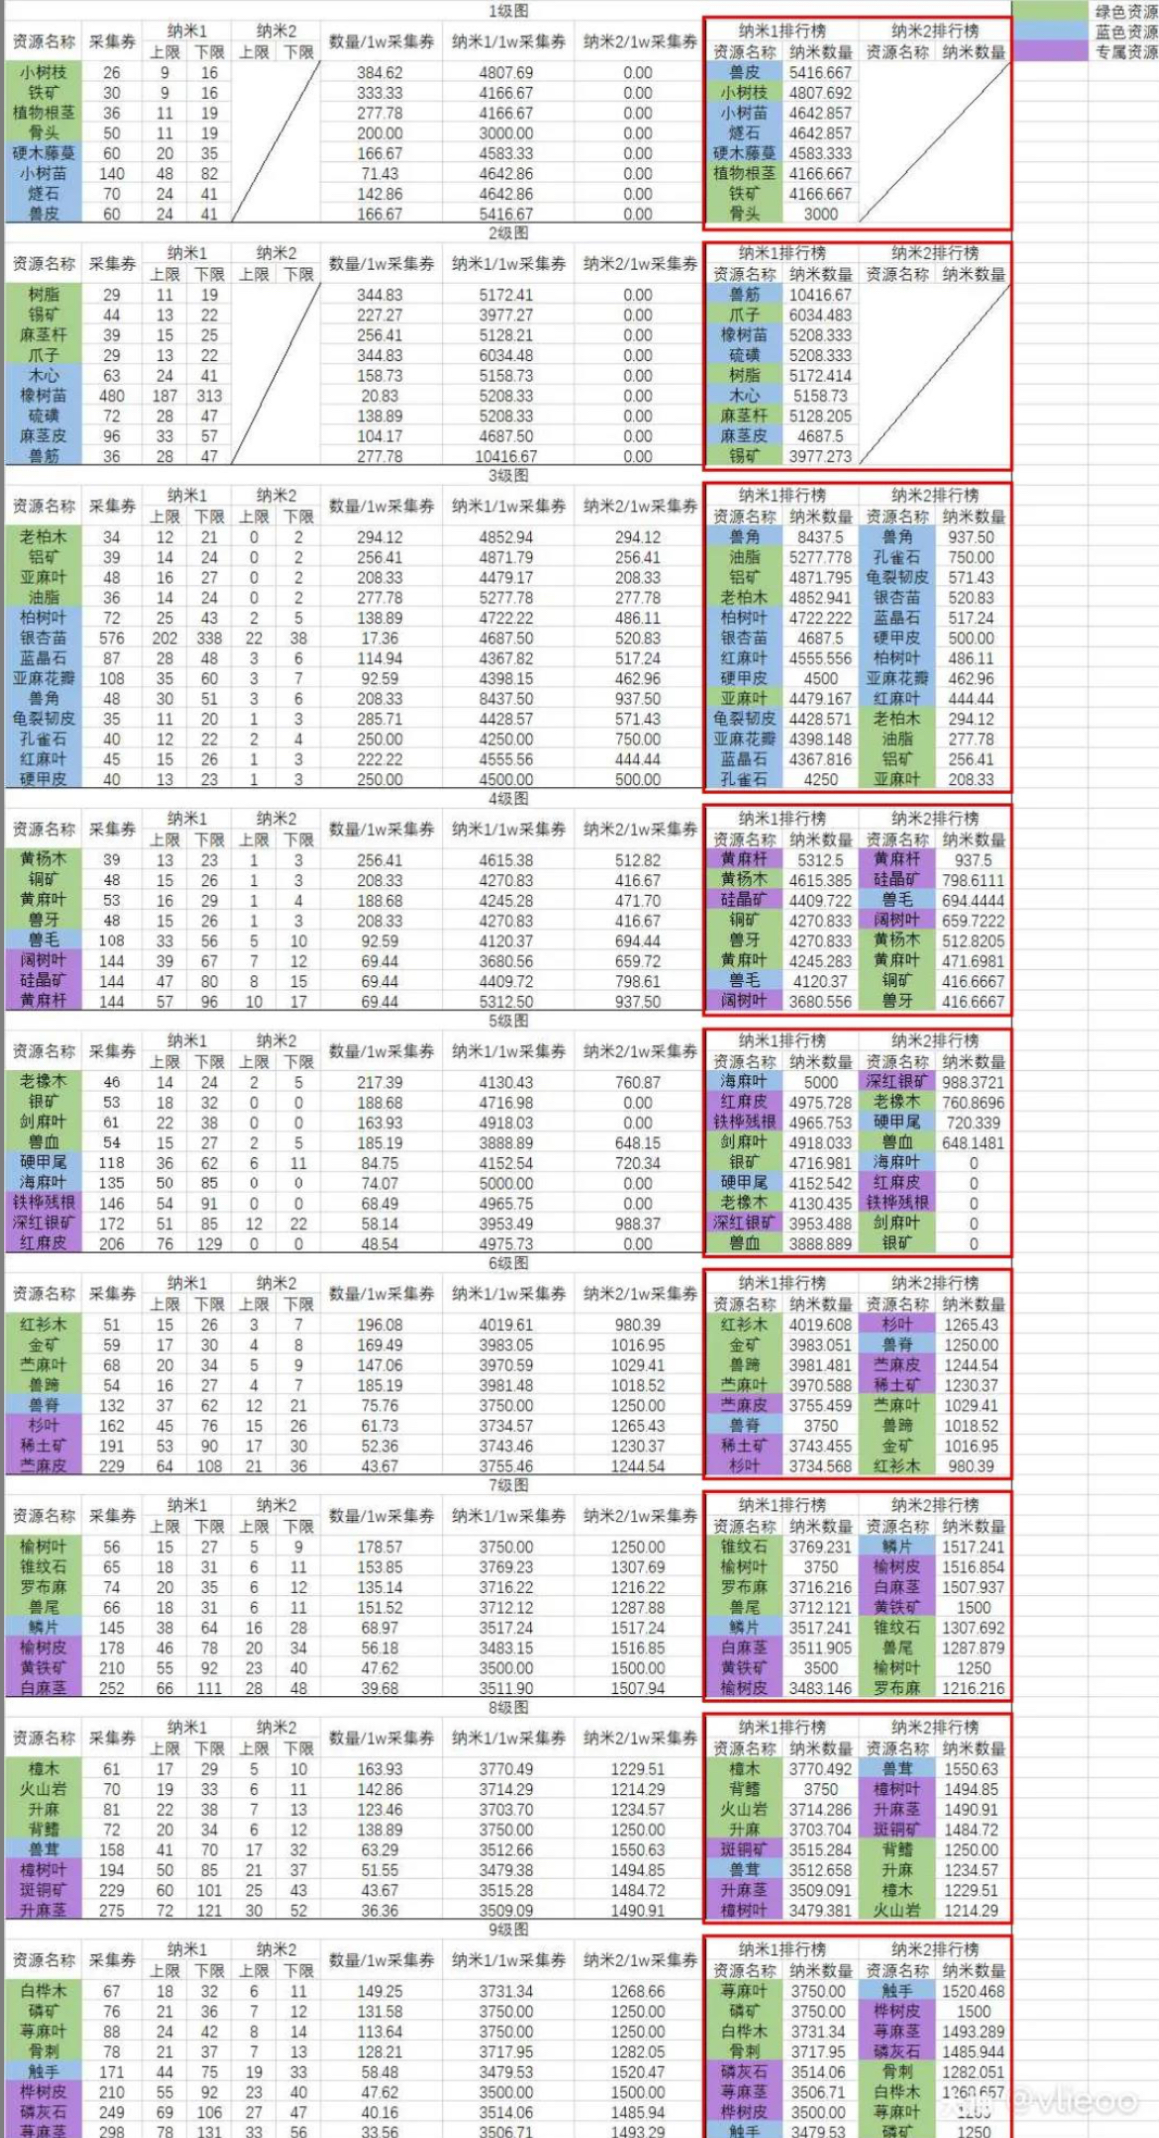 1级图
绿色资源
蓝色资源
专属资源
资源名称 采集券 纳米1 纳米2 数量/1w采集券 纳米1/1w采集券 纳米2/1w采集券 纳米1排行榜 纳米2排行榜
上限 下限 上限 下限 资源名称 纳米数量 资源名称 纳米数量
小树枝 26 9 16 384.62 4807.69 0.00 兽皮 5416.667
铁矿 30 9 16 333.33 4166.67 0.00 小树枝 4807.692
植物根茎 36 11 19 277.78 4166.67 0.00 小树苗 4642.857
骨头 50 11 19 200.00 3000.00 0.00 燧石 4642.857
硬木藤蔓 60 20 35 166.67 4583.33 0.00 硬木藤蔓 4583.333
小树苗 140 48 82 71.43 4642.86 0.00 植物根茎 4166.667
燧石 70 24 41 142.86 4642.86 0.00 铁矿 4166.667
兽皮 60 24 41 166.67 5416.67 0.00 骨头 3000
2级图
资源名称 采集券 纳米1 纳米2 数量/1w采集券 纳米1/1w采集券 纳米2/1w采集券 纳米1排行榜 纳米2排行榜
上限 下限 上限 下限 资源名称 纳米数量 资源名称 纳米数量
树脂 29 11 19 344.83 5172.41 0.00 兽筋 10416.67
锡矿 44 13 22 227.27 3977.27 0.00 爪子 6034.483
麻茎杆 39 15 25 256.41 5128.21 0.00 橡树苗 5208.333
爪子 29 13 22 344.83 6034.48 0.00 硫磺 5208.333
木心 63 24 41 158.73 5158.73 0.00 树脂 5172.414
橡树苗 480 187 313 20.83 5208.33 0.00 木心 5158.73
硫磺 72 28 47 138.89 5208.33 0.00 麻茎杆 5128.205
麻茎皮 96 33 57 104.17 4687.50 0.00 麻茎皮 4687.5
兽筋 36 28 47 277.78 10416.67 0.00 锡矿 3977.273
3级图
资源名称 采集券 纳米1 纳米2 数量/1w采集券 纳米1/1w采集券 纳米2/1w采集券 纳米1排行榜 纳米2排行榜
上限 下限 上限 下限 资源名称 纳米数量 资源名称 纳米数量
老柏木 34 12 21 0 2 294.12 4852.94 294.12 兽角 8437.5 兽角 937.50
铝矿 39 14 24 0 2 256.41 4871.79 256.41 油脂 5277.778 孔雀石 750.00
亚麻叶 48 16 27 0 2 208.33 4479.17 208.33 铝矿 4871.795 龟裂韧皮 571.43
油脂 36 14 24 0 2 277.78 5277.78 277.78 老柏木 4852.941 银杏苗 520.83
柏树叶 72 25 43 2 5 138.89 4722.22 486.11 柏树叶 4722.222 蓝晶石 517.24
银杏苗 576 202 338 22 38 17.36 4687.50 520.83 银杏苗 4687.5 硬甲皮 500.00
蓝晶石 87 28 48 3 6 114.94 4367.82 517.24 红麻叶 4555.556 柏树叶 486.11
亚麻花瓣 108 35 60 3 7 92.59 4398.15 462.96 硬甲皮 4500 亚麻花瓣 462.96
兽角 48 30 51 3 6 208.33 8437.50 937.50 亚麻叶 4479.167 红麻叶 444.44
龟裂韧皮 35 11 20 1 3 285.71 4428.57 571.43 龟裂韧皮 4428.571 老柏木 294.12
孔雀石 40 12 22 2 4 250.00 4250.00 750.00 亚麻花瓣 4398.148 油脂 277.78
红麻叶 45 15 26 1 3 222.22 4555.56 444.44 蓝晶石 4367.816 铝矿 256.41
硬甲皮 40 13 23 1 3 250.00 4500.00 500.00 孔雀石 4250 亚麻叶 208.33
4级图
资源名称 采集券 纳米1 纳米2 数量/1w采集券 纳米1/1w采集券 纳米2/1w采集券 纳米1排行榜 纳米2排行榜
上限 下限 上限 下限 资源名称 纳米数量 资源名称 纳米数量
黄杨木 39 13 23 1 3 256.41 4615.38 512.82 黄麻杆 5312.5 黄麻杆 937.5
铜矿 48 15 26 1 3 208.33 4270.83 416.67 黄杨木 4615.385 硅晶矿 798.6111
黄麻叶 53 16 29 1 4 188.68 4245.28 471.70 硅晶矿 4409.722 兽毛 694.4444
兽牙 48 15 26 1 3 208.33 4270.83 416.67 铜矿 4270.833 阔树叶 659.7222
兽毛 108 33 56 5 10 92.59 4120.37 694.44 兽牙 4270.833 黄杨木 512.8205
阔树叶 144 39 67 7 12 69.44 3680.56 659.72 黄麻叶 4245.283 黄麻叶 471.6981
硅晶矿 144 47 80 8 15 69.44 4409.72 798.61 兽毛 4120.37 铜矿 416.6667
黄麻杆 144 57 96 10 17 69.44 5312.50 937.50 阔树叶 3680.556 兽牙 416.6667
5级图
资源名称 采集券 纳米1 纳米2 数量/1w采集券 纳米1/1w采集券 纳米2/1w采集券 纳米1排行榜 纳米2排行榜
上限 下限 上限 下限 资源名称 纳米数量 资源名称 纳米数量
老橡木 46 14 24 2 5 217.39 4130.43 760.87 海麻叶 5000 深红银矿 988.3721
银矿 53 18 32 0 0 188.68 4716.98 0.00 红麻皮 4975.728 老橡木 760.8696
剑麻叶 61 22 38 0 0 163.93 4918.03 0.00 铁桦残根 4965.753 硬甲尾 720.339
兽血 54 15 27 2 5 185.19 3888.89 648.15 剑麻叶 4918.033 兽血 648.1481
硬甲尾 118 36 62 6 11 84.75 4152.54 720.34 银矿 4716.981 海麻叶 0
海麻叶 135 50 85 0 0 74.07 5000.00 0.00 硬甲尾 4152.542 红麻皮 0
铁桦残根 146 54 91 0 0 68.49 4965.75 0.00 老橡木 4130.435 铁桦残根 0
深红银矿 172 51 85 12 22 58.14 3953.49 988.37 深红银矿 3953.488 剑麻叶 0
红麻皮 206 76 129 0 0 48.54 4975.73 0.00 兽血 3888.889 银矿 0
6级图
资源名称 采集券 纳米1 纳米2 数量/1w采集券 纳米1/1w采集券 纳米2/1w采集券 纳米1排行榜 纳米2排行榜
上限 下限 上限 下限 资源名称 纳米数量 资源名称 纳米数量
红杉木 51 15 26 3 7 196.08 4019.61 980.39 红衫木 4019.608 杉叶 1265.43
金矿 59 17 30 4 8 169.49 3983.05 1016.95 金矿 3983.051 兽脊 1250.00
苎麻叶 68 20 34 5 9 147.06 3970.59 1029.41 兽蹄 3981.481 苎麻皮 1244.54
兽蹄 54 16 27 4 7 185.19 3981.48 1018.52 苎麻叶 3970.588 稀土矿 1230.37
兽脊 132 37 62 12 21 75.76 3750.00 1250.00 苎麻皮 3755.459 苎麻叶 1029.41
杉叶 162 45 76 15 26 61.73 3734.57 1265.43 兽脊 3750 兽蹄 1018.52
稀土矿 191 53 90 17 30 52.36 3743.46 1230.37 稀土矿 3743.455 金矿 1016.95
苎麻皮 229 64 108 21 36 43.67 3755.46 1244.54 杉叶 3734.568 红衫木 980.39
7级图
资源名称 采集券 纳米1 纳米2 数量/1w采集券 纳米1/1w采集券 纳米2/1w采集券 纳米1排行榜 纳米2排行榜
上限 下限 上限 下限 资源名称 纳米数量 资源名称 纳米数量
榆树叶 56 15 27 5 9 178.57 3750.00 1250.00 锥纹石 3769.231 鳞片 1517.241
锥纹石 65 18 31 6 11 153.85 3769.23 1307.69 榆树叶 3750 榆树皮 1516.854
罗布麻 74 20 35 6 12 135.14 3716.22 1216.22 罗布麻 3716.216 白麻茎 1507.937
兽尾 66 18 31 6 11 151.52 3712.12 1287.88 兽尾 3712.121 黄铁矿 1500
鳞片 145 38 64 16 28 68.97 3517.24 1517.24 鳞片 3517.241 锥纹石 1307.692
榆树皮 178 46 78 20 34 56.18 3483.15 1516.85 白麻茎 3511.905 兽尾 1287.879
黄铁矿 210 55 92 23 40 47.62 3500.00 1500.00 黄铁矿 3500 榆树叶 1250
白麻茎 252 66 111 28 48 39.68 3511.90 1507.94 榆树皮 3483.146 罗布麻 1216.216
8级图
资源名称 采集券 纳米1 纳米2 数量/1w采集券 纳米1/1w采集券 纳米2/1w采集券 纳米1排行榜 纳米2排行榜
上限 下限 上限 下限 资源名称 纳米数量 资源名称 纳米数量
樟木 61 17 29 5 10 163.93 3770.49 1229.51 樟木 3770.492 兽茸 1550.63
火山岩 70 19 33 6 11 142.86 3714.29 1214.29 背鳍 3750 樟树叶 1494.85
升麻 81 22 38 7 13 123.46 3703.70 1234.57 火山岩 3714.286 升麻茎 1490.91
背鳍 72 20 34 6 12 138.89 3750.00 1250.00 升麻 3703.704 斑铜矿 1484.72
兽茸 158 41 70 17 32 63.29 3512.66 1550.63 斑铜矿 3515.284 背鳍 1250.00
樟树叶 194 50 85 21 37 51.55 3479.38 1494.85 兽茸 3512.658 升麻 1234.57
斑铜矿 229 60 101 25 43 43.67 3515.28 1484.72 升麻茎 3509.091 樟木 1229.51
升麻茎 275 72 121 30 52 36.36 3509.09 1490.91 樟树叶 3479.381 火山岩 1214.29
9级图
资源名称 采集券 纳米1 纳米2 数量/1w采集券 纳米1/1w采集券 纳米2/1w采集券 纳米1排行榜 纳米2排行榜
上限 下限 上限 下限 资源名称 纳米数量 资源名称 纳米数量
白桦木 67 18 32 6 11 149.25 3731.34 1268.66 荨麻叶 3750.00 触手 1520.468
磷矿 76 21 36 7 12 131.58 3750.00 1250.00 磷矿 3750.00 桦树皮 1500
荨麻叶 88 24 42 8 14 113.64 3750.00 1250.00 白桦木 3731.34 荨麻茎 1493.289
骨刺 78 21 37 7 13 128.21 3717.95 1282.05 骨刺 3717.95 磷灰石 1485.944
触手 171 44 75 19 33 58.48 3479.53 1520.47 磷灰石 3514.06 骨刺 1282.051
桦树皮 210 55 92 23 40 47.62 3500.00 1500.00 荨麻茎 3506.71 白桦木
磷灰石 249 69 106 27 47 40.16 3514.06 1485.94 桦树皮 3500.00 荨麻叶
荨麻茎 298 78 131 33 56 33.56 3506.71 1493.29 触手 3479.53 磷矿 1250
@vlieoo